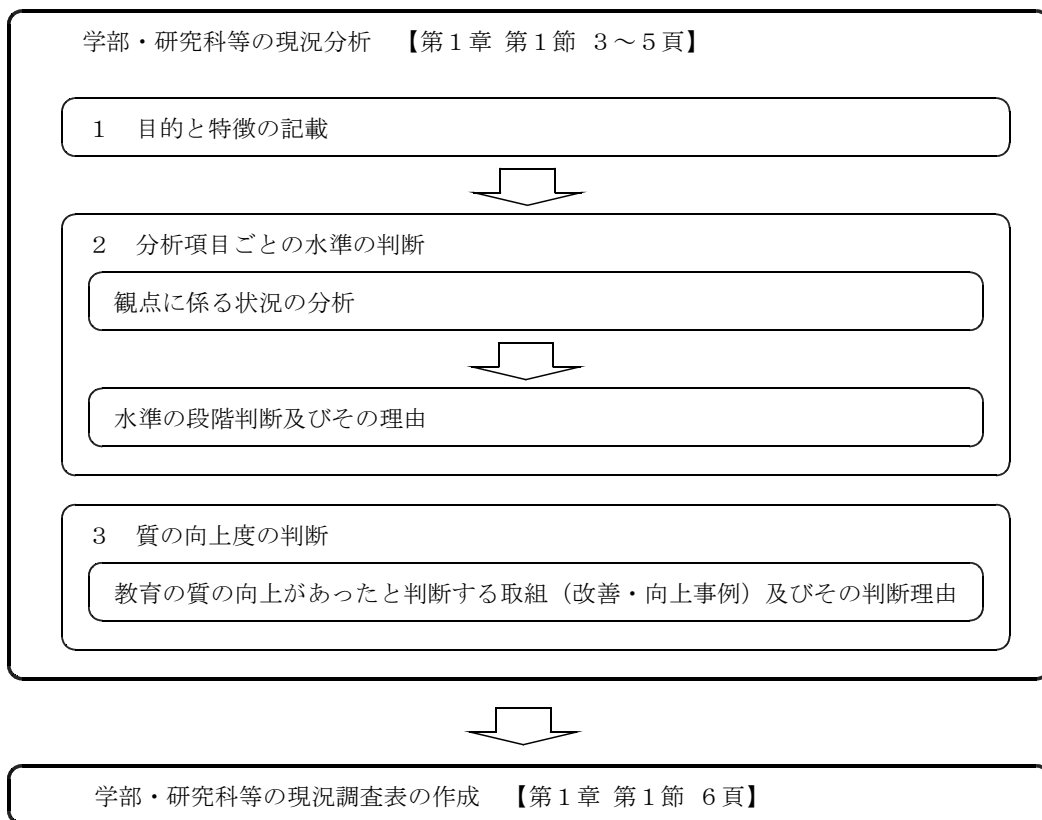 学部・研究科等の現況分析 【第１章 第１節 ３～５頁】
１ 目的と特徴の記載
２ 分析項目ごとの水準の判断
観点に係る状況の分析
水準の段階判断及びその理由
３ 質の向上度の判断
教育の質の向上があったと判断する取組（改善・向上事例）及びその判断理由
学部・研究科等の現況調査表の作成 【第１章 第１節 ６頁】